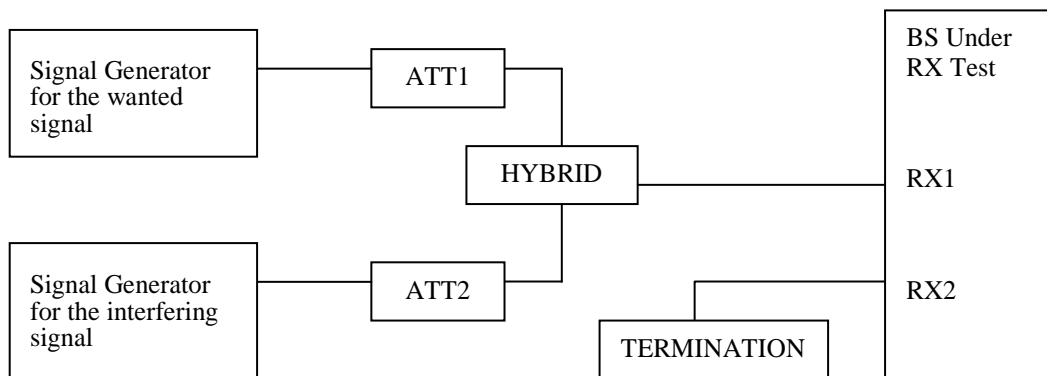 Signal Generator
for the wanted
signal
ATT1
BS Under
RX Test
HYBRID
RX1
Signal Generator
for the interfering
signal
ATT2
RX2
TERMINATION